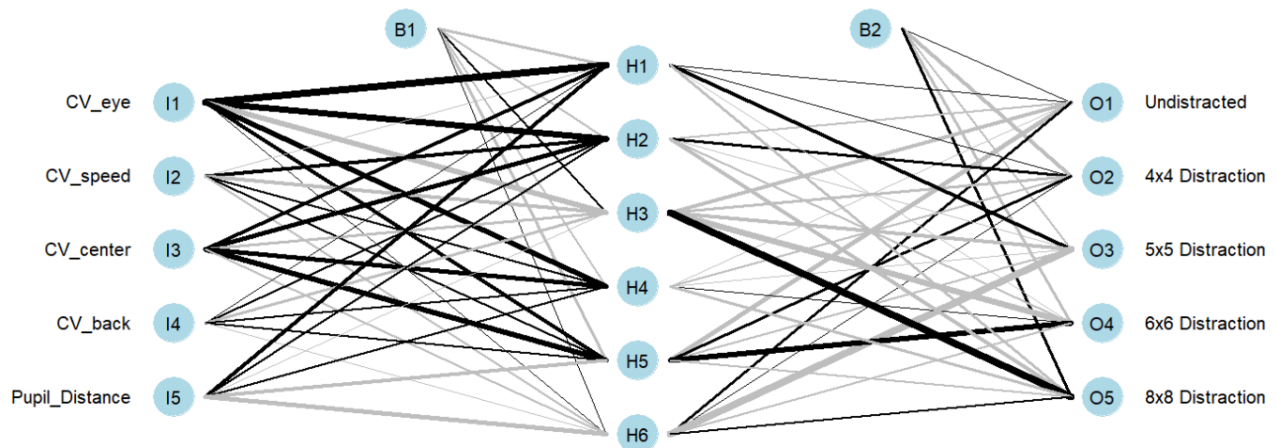 B1
B2
H1
CV_eye I1 O1 Undistracted
H2
CV_speed I2 O2 4x4 Distraction
H3
CV_center I3 O3 5x5 Distraction
H4
CV_back I4 O4 6x6 Distraction
H5
Pupil_Distance I5 O5 8x8 Distraction
H6